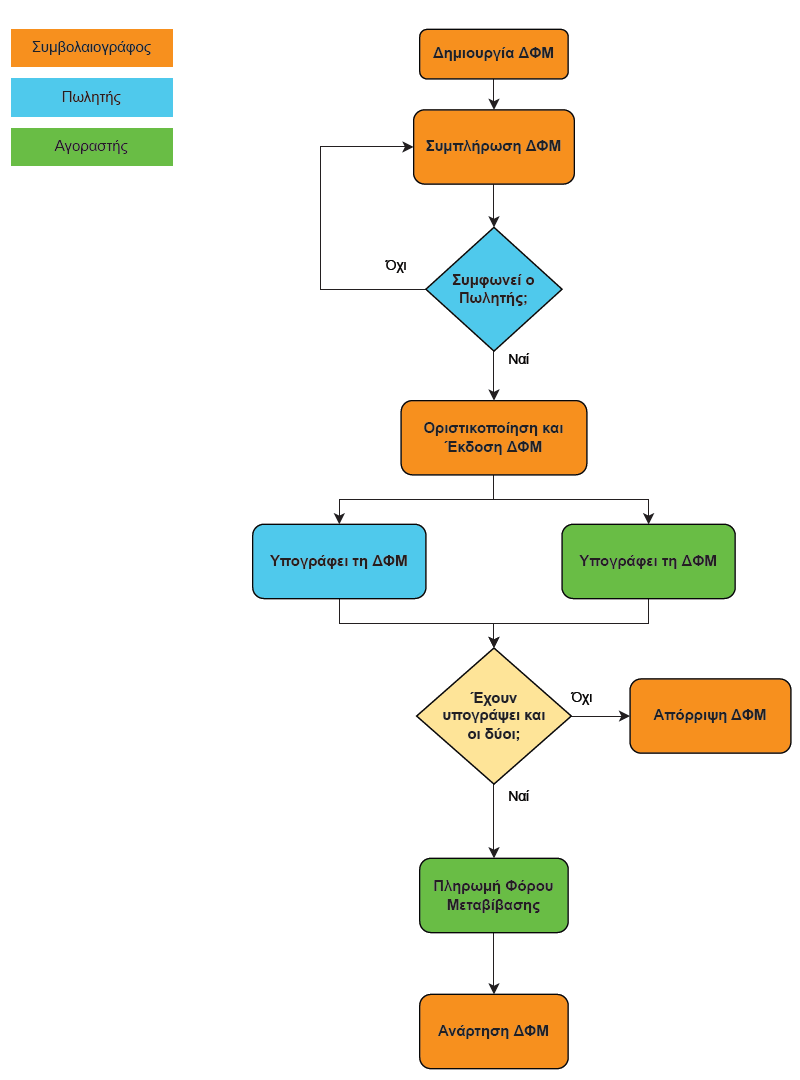 Συμβολαιογράφος
Πωλητής
Αγοραστής
Δημιουργία ΔΦΜ
Συμπλήρωση ΔΦΜ
Όχι
Συμφωνεί ο
Πωλητής;
Ναί
Οριστικοποίηση και
Έκδοση ΔΦΜ
Υπογράφει τη ΔΦΜ
Υπογράφει τη ΔΦΜ
Έχουν
υπογράψει και
οι δύοι;
Όχι
Απόρριψη ΔΦΜ
Ναί
Πληρωμή Φόρου
Μεταβίβασης
Ανάρτηση ΔΦΜ